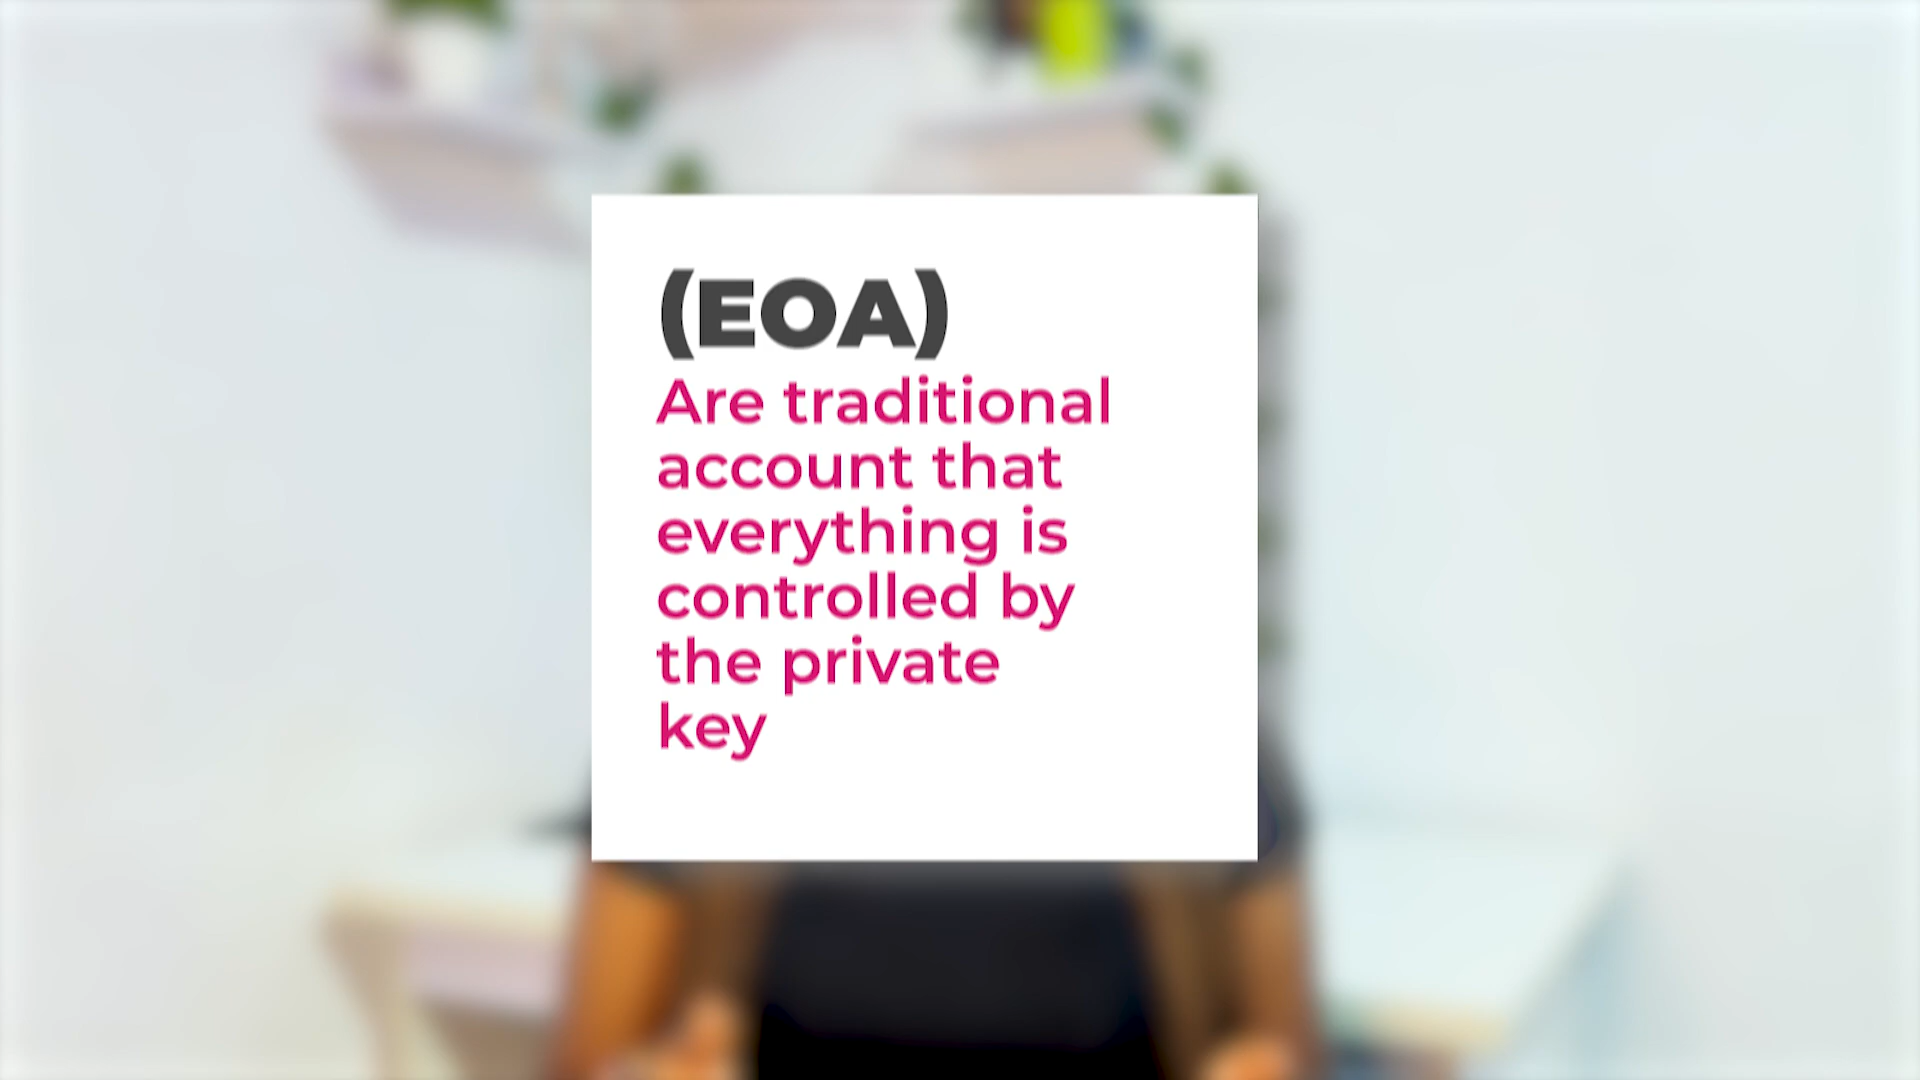 (EOA)
Are traditional
account that
everything is
controlled by
the private
key